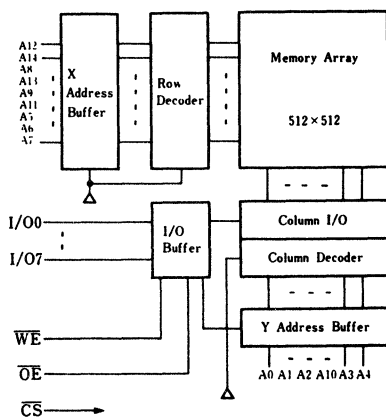 A12
A14
A8
A13
A9
A11
A5
A6
A7
X
Address
Buffer
Row
Decoder
Memory Array
512×512
I/O0
I/O7
I/O
Buffer
Column I/O
Column Decoder
Y Address Buffer
A0 A1 A2 A10 A3 A4
WE
OE
CS